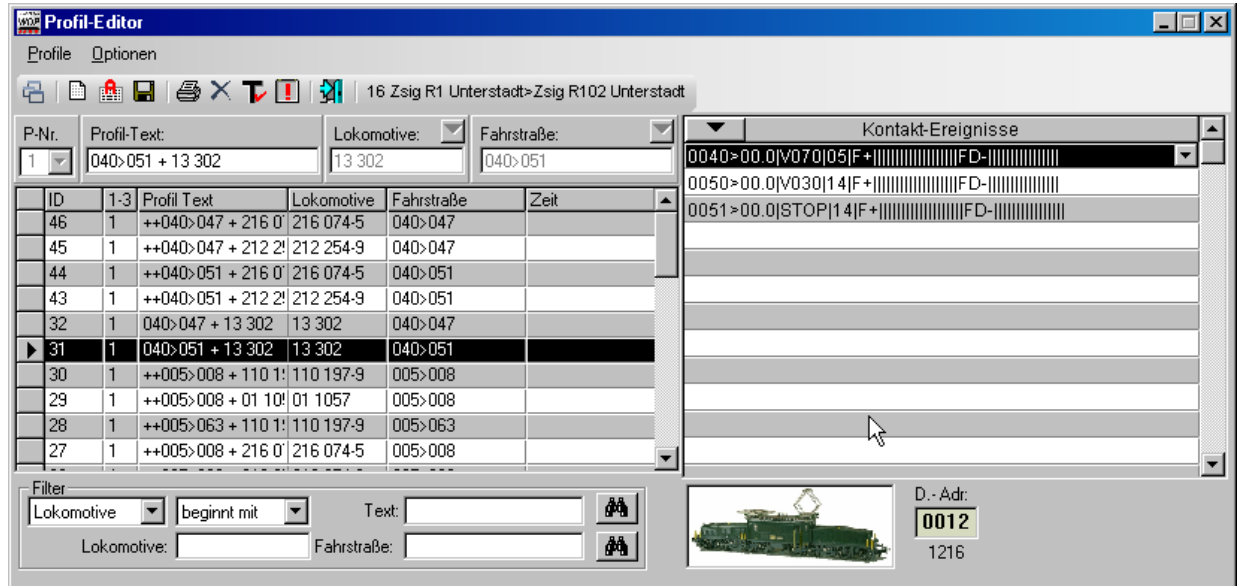 WDP Profil-Editor
Profile Optionen
16 Zsig R1 Unterstadt>Zsig R102 Unterstadt
P-Nr. Profil-Text: Lokomotive: Fahrstraße:
1 040>051 + 13 302 13 302 040>051
ID 1-3 Profil Text Lokomotive Fahrstraße Zeit
46 1 ++040>047 + 216 0 216 074-5 040>047
45 1 ++040>047 + 212 2 212 254-9 040>047
44 1 ++040>051 + 216 0 216 074-5 040>051
43 1 ++040>051 + 212 2 212 254-9 040>051
32 1 040>047 + 13 302 13 302 040>047
31 1 040>051 + 13 302 13 302 040>051
30 1 ++005>008 + 110 1 110 197-9 005>008
29 1 ++005>008 + 01 10 01 1057 005>008
28 1 ++005>063 + 110 1 110 197-9 005>063
27 1 ++005>008 + 216 0 216 074-5 005>008
Kontakt-Ereignisse
0040>00.0|V070|05|F+|||||||||||||||||||FD-||||||||||||||||
0050>00.0|V030|14|F+|||||||||||||||||||FD-||||||||||||||||
0051>00.0|STOP|14|F+|||||||||||||||||||FD-||||||||||||||||
Filter
Lokomotive beginnt mit Text:
Lokomotive: Fahrstraße:
D.- Adr:
0012
1216